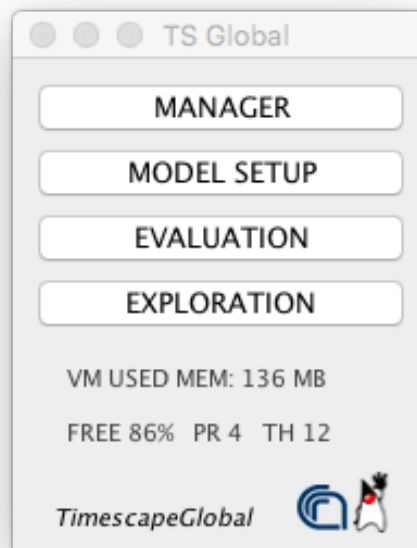 TS Global
MANAGER
MODEL SETUP
EVALUATION
EXPLORATION
VM USED MEM: 136 MB
FREE 86% PR 4 TH 12
TimescapeGlobal